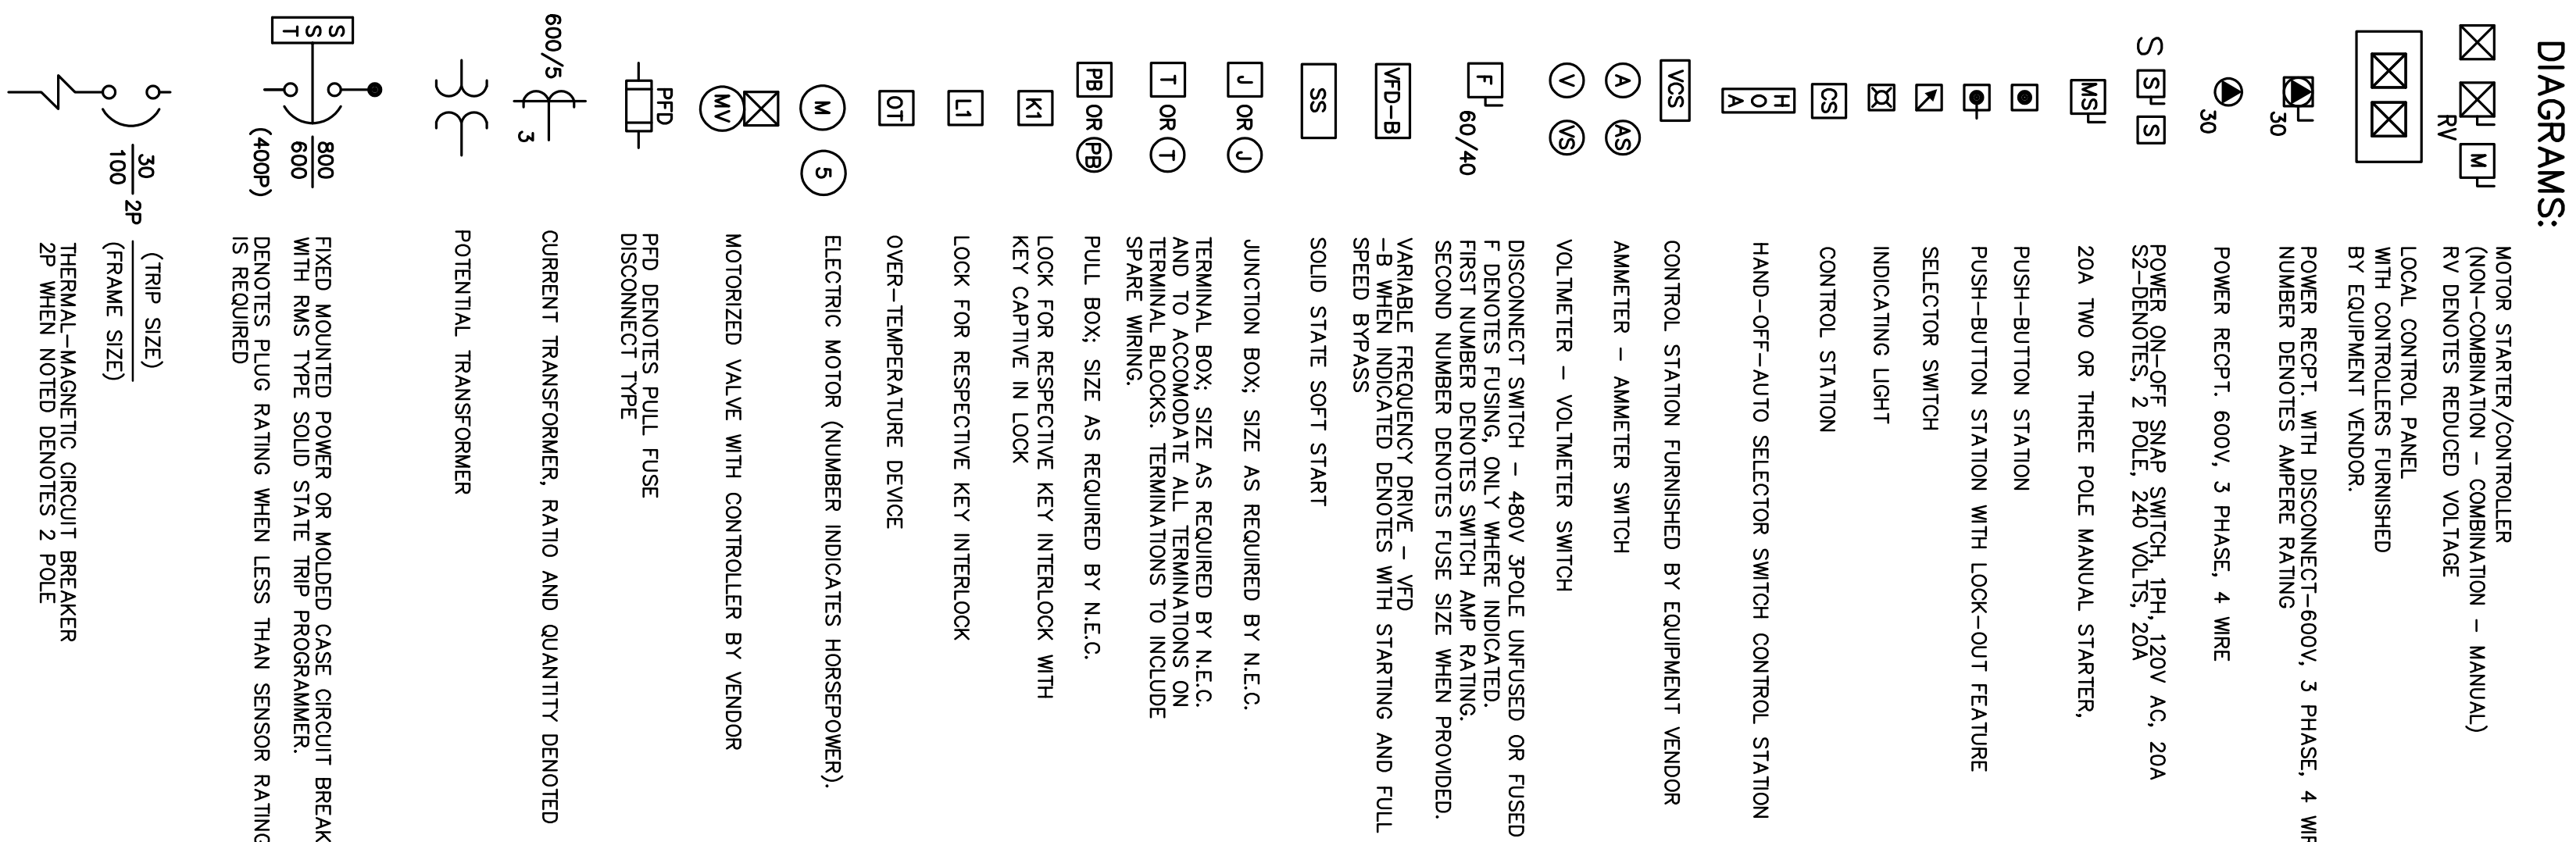 DIAGRAMS:
RV
M
MOTOR STARTER/CONTROLLER
(NON-COMBINATION - COMBINATION - MANUAL)
RV DENOTES REDUCED VOLTAGE
LOCAL CONTROL PANEL
WITH CONTROLLERS FURNISHED
BY EQUIPMENT VENDOR.
30
POWER RECPT. WITH DISCONNECT-600V, 3 PHASE, 4
NUMBER DENOTES AMPERE RATING
30
POWER RECPT. 600V, 3 PHASE, 4 WIRE
S S S
POWER ON-OFF SNAP SWITCH, 1PH, 120V AC, 20A
S2-DENOTES, 2 POLE, 240 VOLTS, 20A
MS
20A TWO OR THREE POLE MANUAL STARTER,
PUSH-BUTTON STATION
PUSH-BUTTON STATION WITH LOCK-OUT FEATURE
SELECTOR SWITCH
INDICATING LIGHT
CS
CONTROL STATION
H
O
A
HAND-OFF-AUTO SELECTOR SWITCH CONTROL STATION
VCS
CONTROL STATION FURNISHED BY EQUIPMENT VENDOR
A AS
AMMETER - AMMETER SWITCH
V VS
VOLTMETER - VOLTMETER SWITCH
F
60/40
DISCONNECT SWITCH - 480V 3POLE UNFUSED OR FUSED
F DENOTES FUSING, ONLY WHERE INDICATED.
FIRST NUMBER DENOTES SWITCH AMP RATING.
SECOND NUMBER DENOTES FUSE SIZE WHEN PROVIDED.
VFD-B
VARIABLE FREQUENCY DRIVE - VFD
-B WHEN INDICATED DENOTES WITH STARTING AND FULL
SPEED BYPASS
SS
SOLID STATE SOFT START
J OR J
JUNCTION BOX; SIZE AS REQUIRED BY N.E.C.
T OR T
TERMINAL BOX; SIZE AS REQUIRED BY N.E.C.
AND TO ACCOMODATE ALL TERMINATIONS ON
TERMINAL BLOCKS. TERMINATIONS TO INCLUDE
SPARE WIRING.
PB OR PB
PULL BOX; SIZE AS REQUIRED BY N.E.C.
K1
LOCK FOR RESPECTIVE KEY INTERLOCK WITH
KEY CAPTIVE IN LOCK
L1
LOCK FOR RESPECTIVE KEY INTERLOCK
OT
OVER-TEMPERATURE DEVICE
M 5
ELECTRIC MOTOR (NUMBER INDICATES HORSEPOWER).
MV
MOTORIZED VALVE WITH CONTROLLER BY VENDOR
PFD
PFD DENOTES PULL FUSE
DISCONNECT TYPE
600/5
3
CURRENT TRANSFORMER, RATIO AND QUANTITY DENOTED
POTENTIAL TRANSFORMER
S
S
T
800
600
(400P)
FIXED MOUNTED POWER OR MOLDED CASE CIRCUIT BREAK
WITH RMS TYPE SOLID STATE TRIP PROGRAMMER.
DENOTES PLUG RATING WHEN LESS THAN SENSOR RATING
IS REQUIRED
30
100
2P
(TRIP SIZE)
(FRAME SIZE)
THERMAL-MAGNETIC CIRCUIT BREAKER
2P WHEN NOTED DENOTES 2 POLE